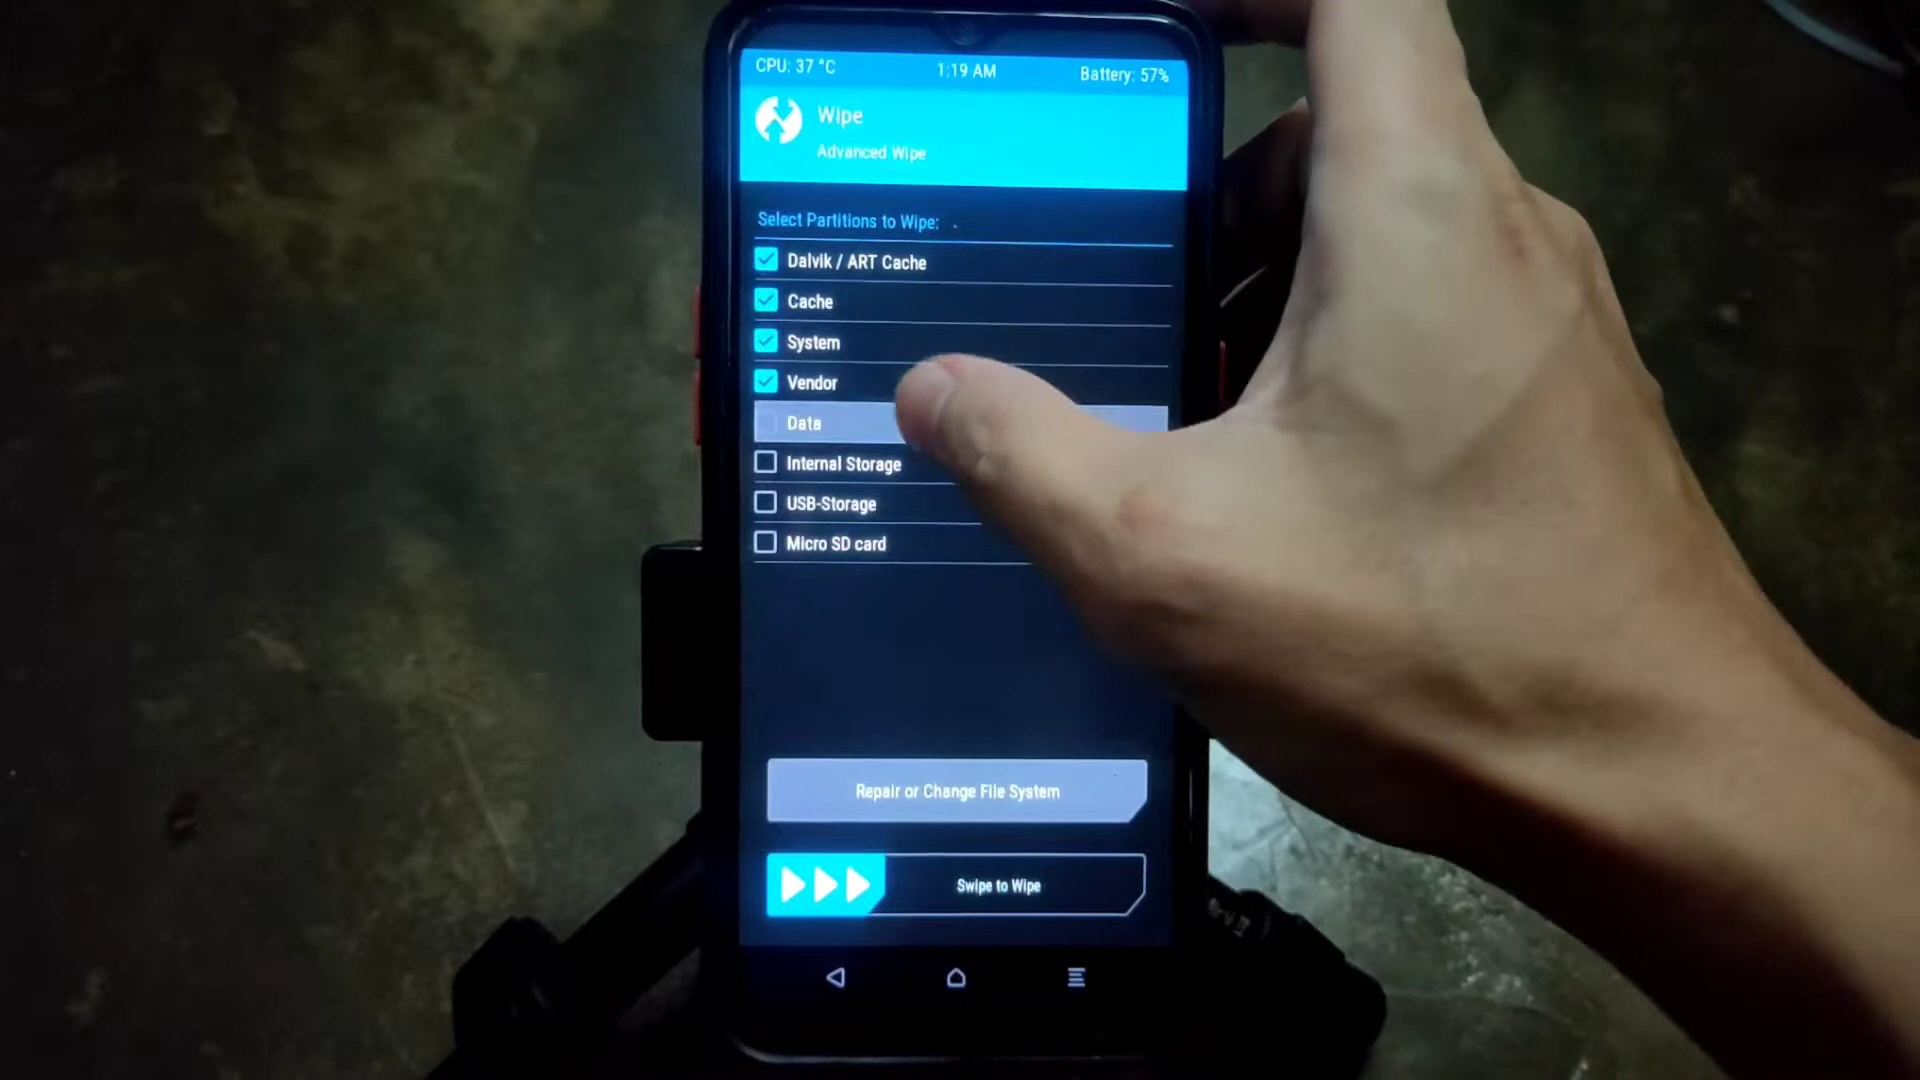 CPU: 37 °C 1:19 AM Battery: 57%
Wipe
Advanced Wipe
Select Partitions to Wipe:
Dalvik / ART Cache
Cache
System
Vendor
Data
Internal Storage
USB-Storage
Micro SD card
Repair or Change File System
Swipe to Wipe